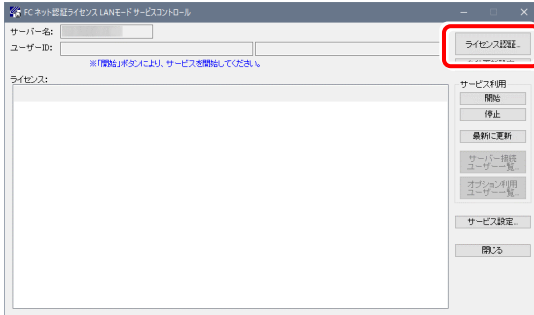 FC ネット認証ライセンス LANモード サービスコントロール
サーバー名:
ライセンス認証...
ユーザーID:
※「開始」ボタンにより、サービスを開始してください。
ライセンス:
サービス利用
開始
停止
最新に更新
サーバー接続
ユーザー一覧...
オプション利用
ユーザー一覧...
サービス設定...
閉じる